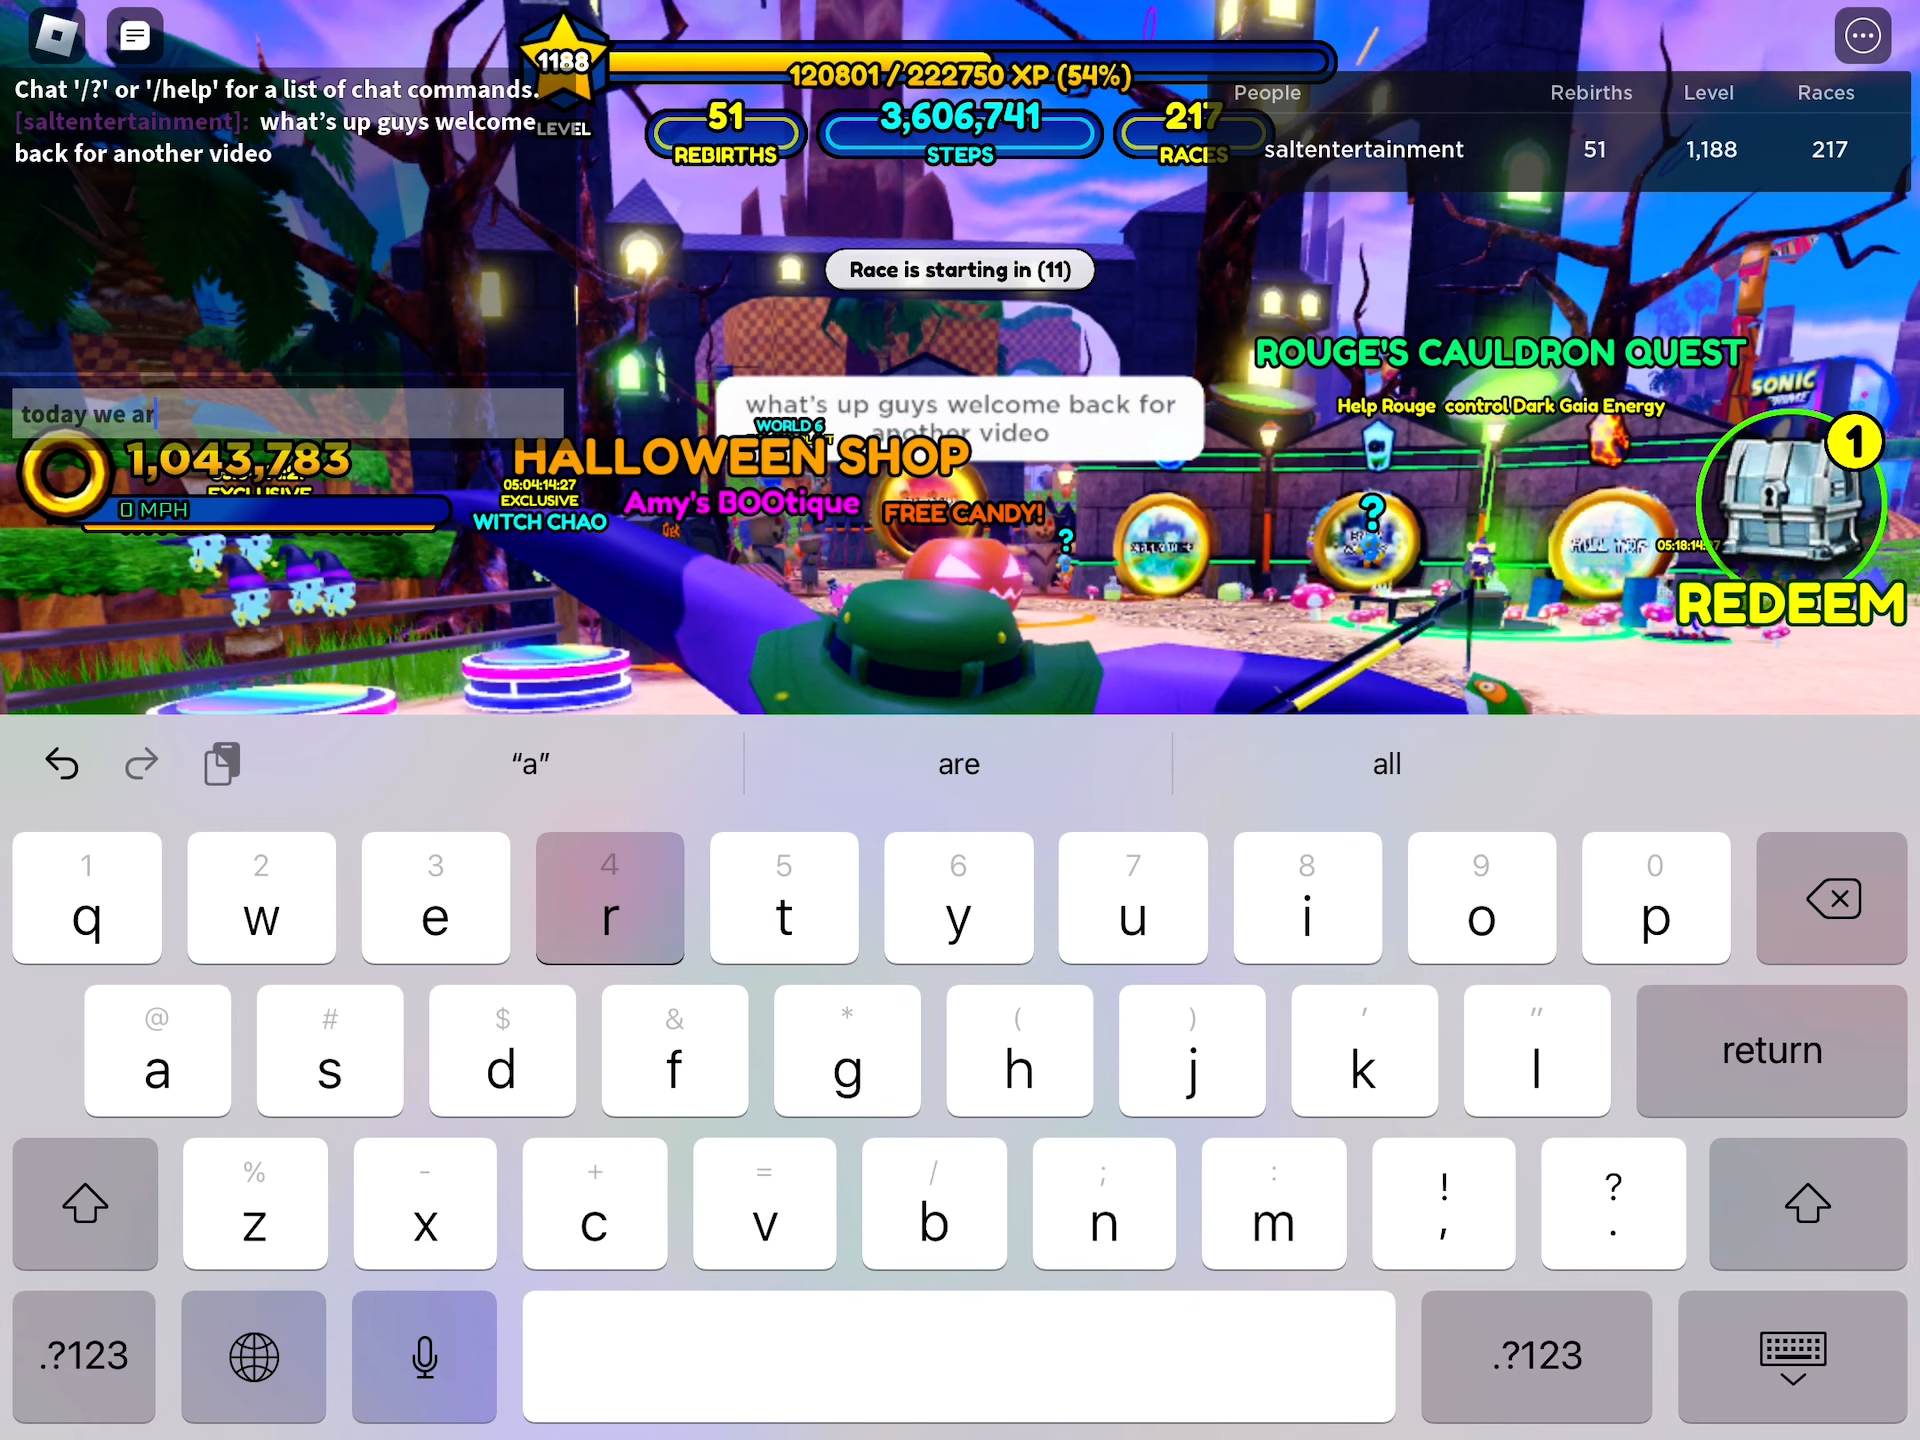 1188
LEVEL
120801 / 222750 XP (54%)
51
REBIRTHS
3,606,741
STEPS
217
RACES
Chat '/?' or '/help' for a list of chat commands.
[saltentertainment]: what's up guys welcome
back for another video
People Rebirths Level Races
saltentertainment 51 1,188 217
Race is starting in (11)
ROUGE'S CAULDRON QUEST
Help Rouge control Dark Gaia Energy
SONIC
PRIME
today we ar
what's up guys welcome back for
another video
WORLD 6
1,043,783
EXCLUSIVE
0 MPH
HALLOWEEN SHOP
05:04:14:27
EXCLUSIVE
WITCH CHAO
Amy's BOOtique
FREE CANDY!
?
?
1
REDEEM
“a” are all
1 2 3 4 5 6 7 8 9 0
q w e r t y u i o p
@ # $ & * ( ) ' "
a s d f g h j k l return
% - + = / ; : ! ?
z x c v b n m , .
.?123 .?123